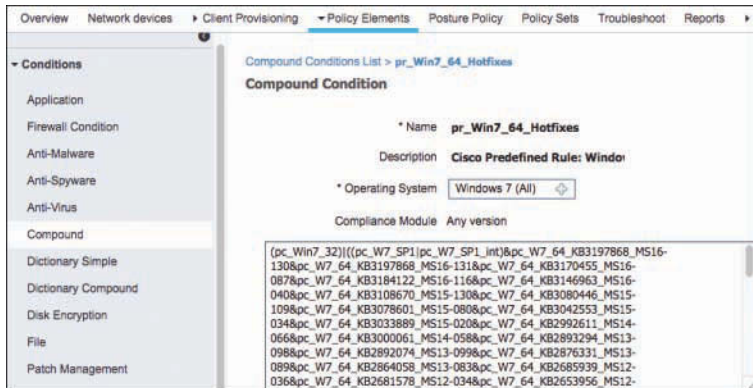 Overview Network devices Client Provisioning Policy Elements Posture Policy Policy Sets Troubleshoot Reports
Conditions
Application
Firewall Condition
Anti-Malware
Anti-Spyware
Anti-Virus
Compound
Dictionary Simple
Dictionary Compound
Disk Encryption
File
Patch Management
Compound Conditions List > pr_Win7_64_Hotfixes
Compound Condition
* Name pr_Win7_64_Hotfixes
Description Cisco Predefined Rule: Windo
* Operating System Windows 7 (All)
Compliance Module Any version
(pc_Win7_32)|((pc_W7_SP1|pc_W7_SP1_int)&pc_W7_64_KB3197868_MS16-
130&pc_W7_64_KB3197868_MS16-131&pc_W7_64_KB3170455_MS16-
087&pc_W7_64_KB3184122_MS16-116&pc_W7_64_KB3146963_MS16-
040&pc_W7_64_KB3108670_MS15-130&pc_W7_64_KB3080446_MS15-
109&pc_W7_64_KB3078601_MS15-080&pc_W7_64_KB3042553_MS15-
034&pc_W7_64_KB3033889_MS15-020&pc_W7_64_KB2992611_MS14-
066&pc_W7_64_KB3000061_MS14-058&pc_W7_64_KB2893294_MS13-
098&pc_W7_64_KB2892074_MS13-099&pc_W7_64_KB2876331_MS13-
089&pc_W7_64_KB2864058_MS13-083&pc_W7_64_KB2685939_MS12-
036&pc_W7_64_KB2681578_MS12-034&pc_W7_64_KB2653956_MS12-